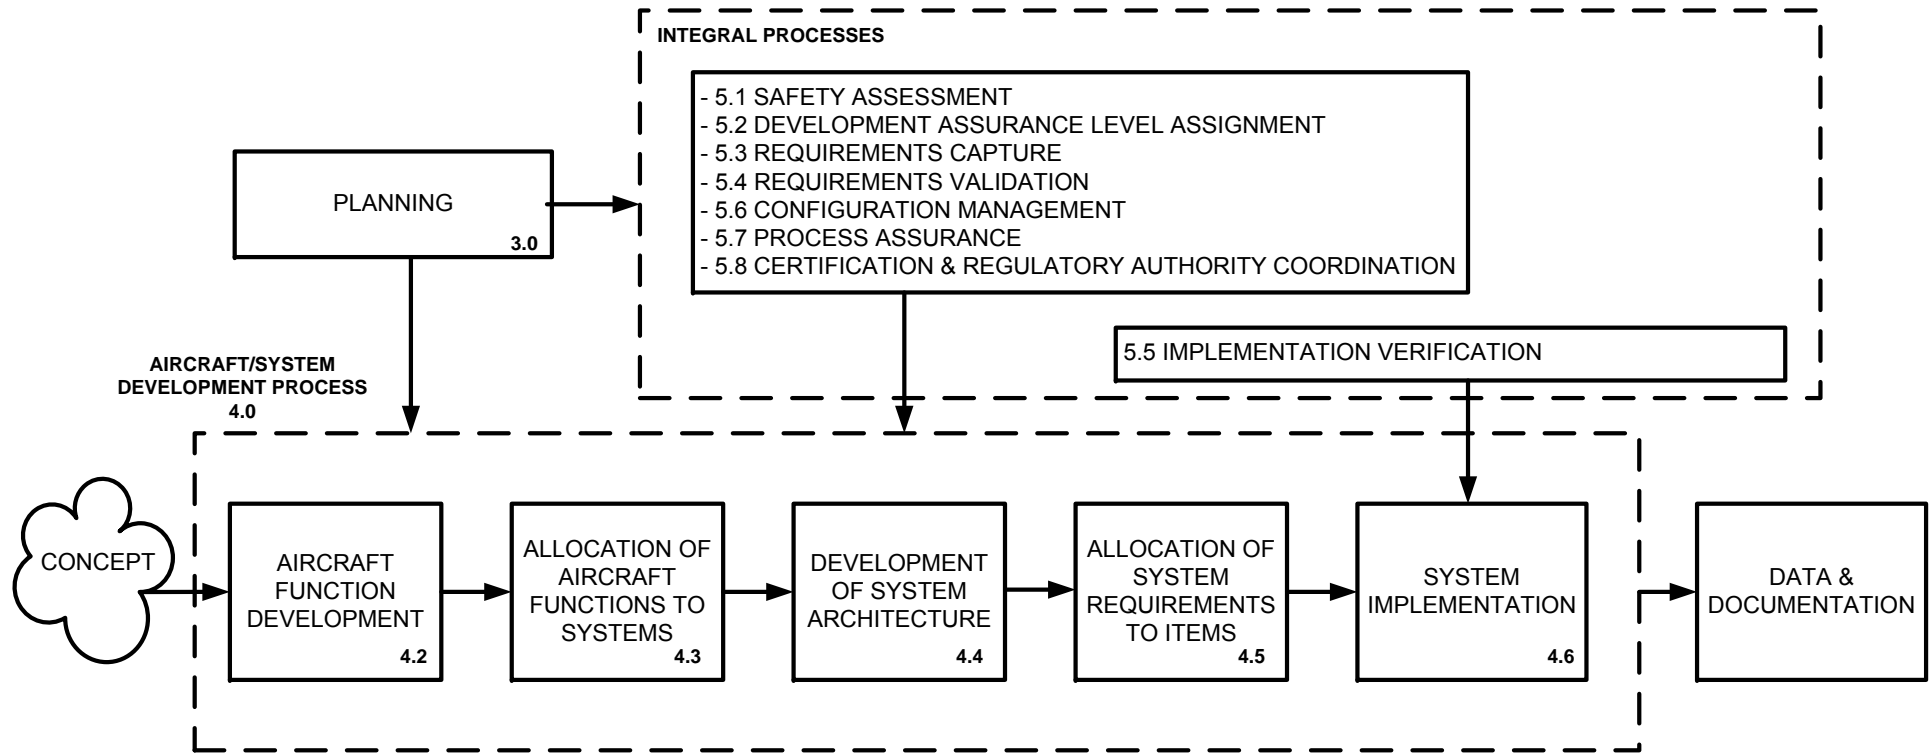 INTEGRAL PROCESSES
- 5.1 SAFETY ASSESSMENT
- 5.2 DEVELOPMENT ASSURANCE LEVEL ASSIGNMENT
- 5.3 REQUIREMENTS CAPTURE
- 5.4 REQUIREMENTS VALIDATION
- 5.6 CONFIGURATION MANAGEMENT
- 5.7 PROCESS ASSURANCE
- 5.8 CERTIFICATION & REGULATORY AUTHORITY COORDINATION
PLANNING
3.0
5.5 IMPLEMENTATION VERIFICATION
AIRCRAFT/SYSTEM
DEVELOPMENT PROCESS
4.0
CONCEPT
AIRCRAFT
FUNCTION
DEVELOPMENT
4.2
ALLOCATION OF
AIRCRAFT
FUNCTIONS TO
SYSTEMS
4.3
DEVELOPMENT
OF SYSTEM
ARCHITECTURE
4.4
ALLOCATION OF
SYSTEM
REQUIREMENTS
TO ITEMS
4.5
SYSTEM
IMPLEMENTATION
4.6
DATA &
DOCUMENTATION